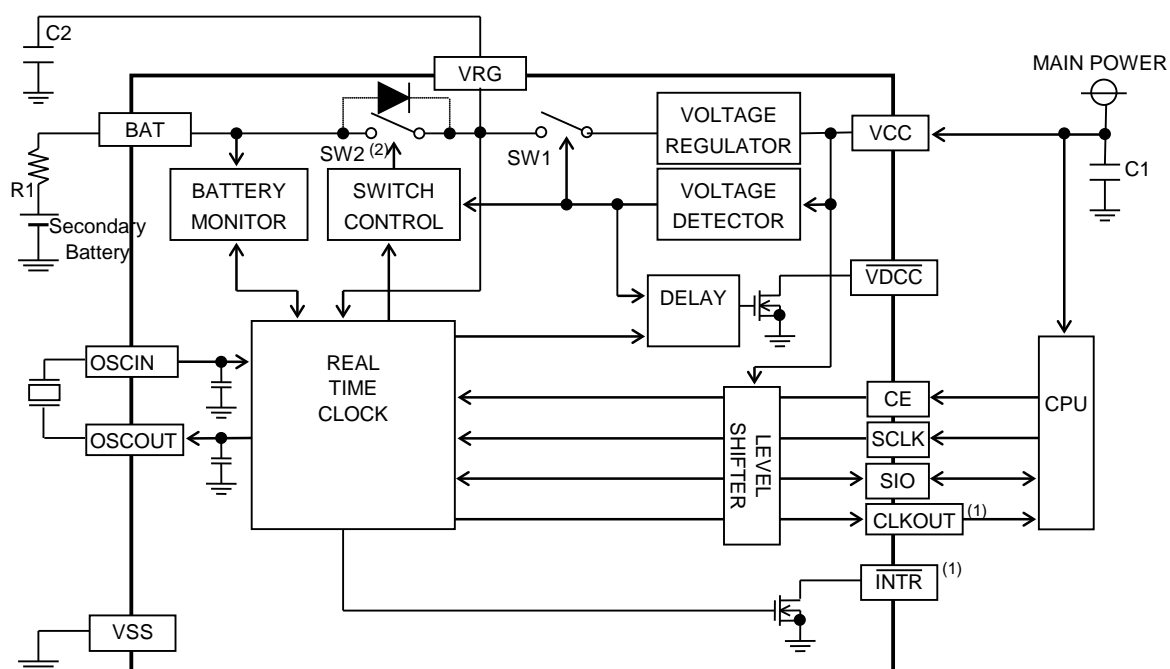 C2
VRG
MAIN POWER
BAT
SW2 (2)
SW1
VOLTAGE
REGULATOR
VCC
C1
R1
BATTERY
MONITOR
SWITCH
CONTROL
VOLTAGE
DETECTOR
Secondary
Battery
VDCC
DELAY
OSCIN
REAL
TIME
CLOCK
OSCOUT
LEVEL
SHIFTER
CE
SCLK
SIO
CLKOUT (1)
CPU
INTR (1)
VSS